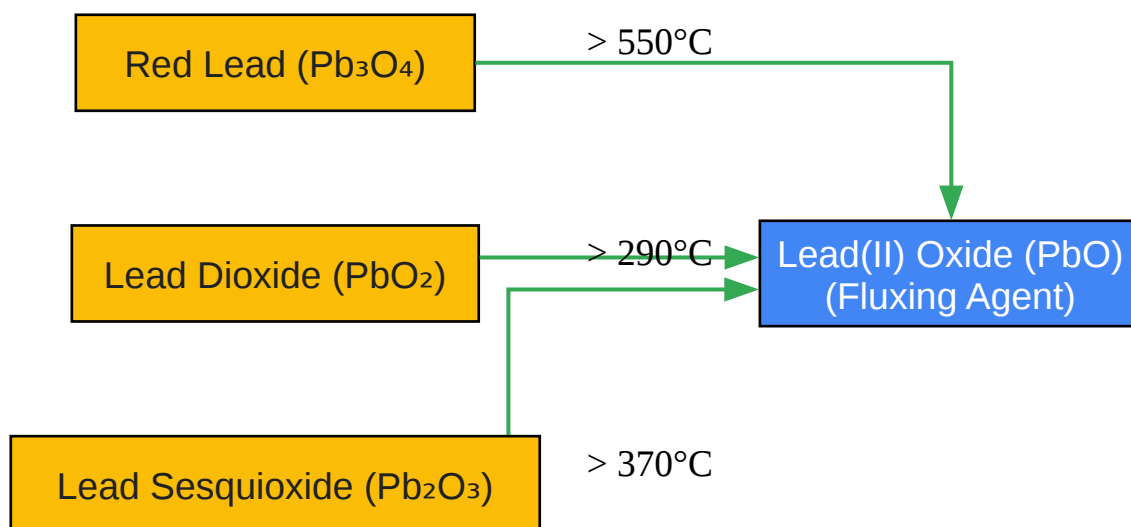 Red Lead (Pb₃O₄)
> 550°C
Lead Dioxide (PbO₂)
> 290°C
Lead(II) Oxide (PbO)
(Fluxing Agent)
Lead Sesquioxide (Pb₂O₃)
> 370°C